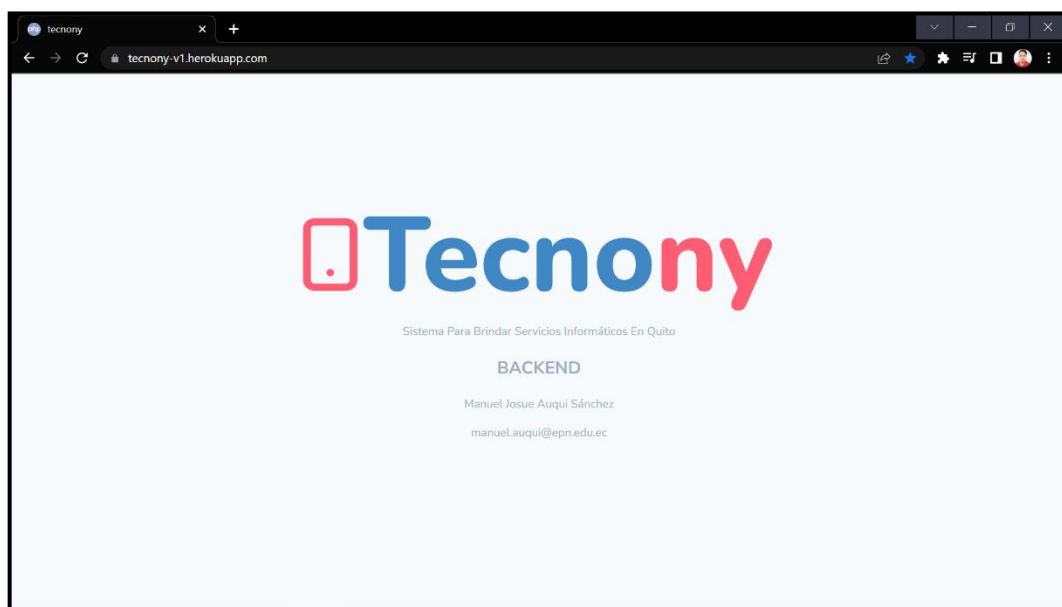 php tecnony
tecnony-v1.herokuapp.com
Tecnony
Sistema Para Brindar Servicios Informáticos En Quito
BACKEND
Manuel Josue Auqui Sánchez
manuel.auqui@epn.edu.ec